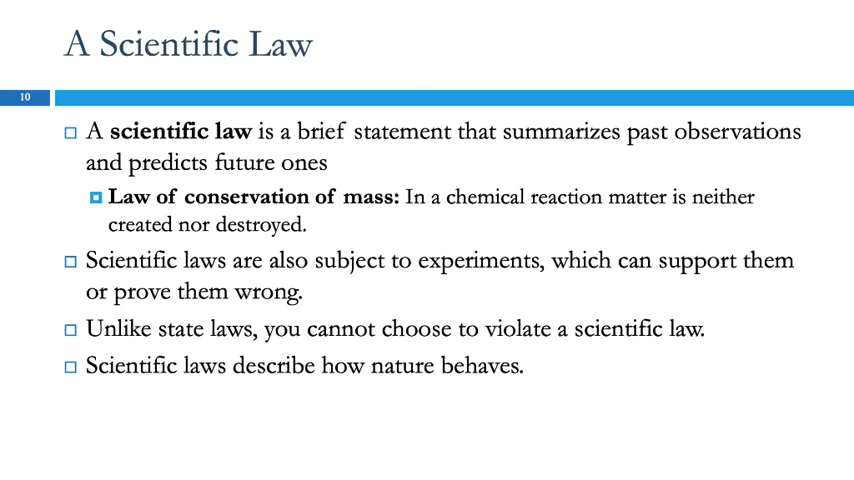 A Scientific Law
10
A scientific law is a brief statement that summarizes past observations
and predicts future ones
Law of conservation of mass: In a chemical reaction matter is neither
created nor destroyed.
Scientific laws are also subject to experiments, which can support them
or prove them wrong.
Unlike state laws, you cannot choose to violate a scientific law.
Scientific laws describe how nature behaves.